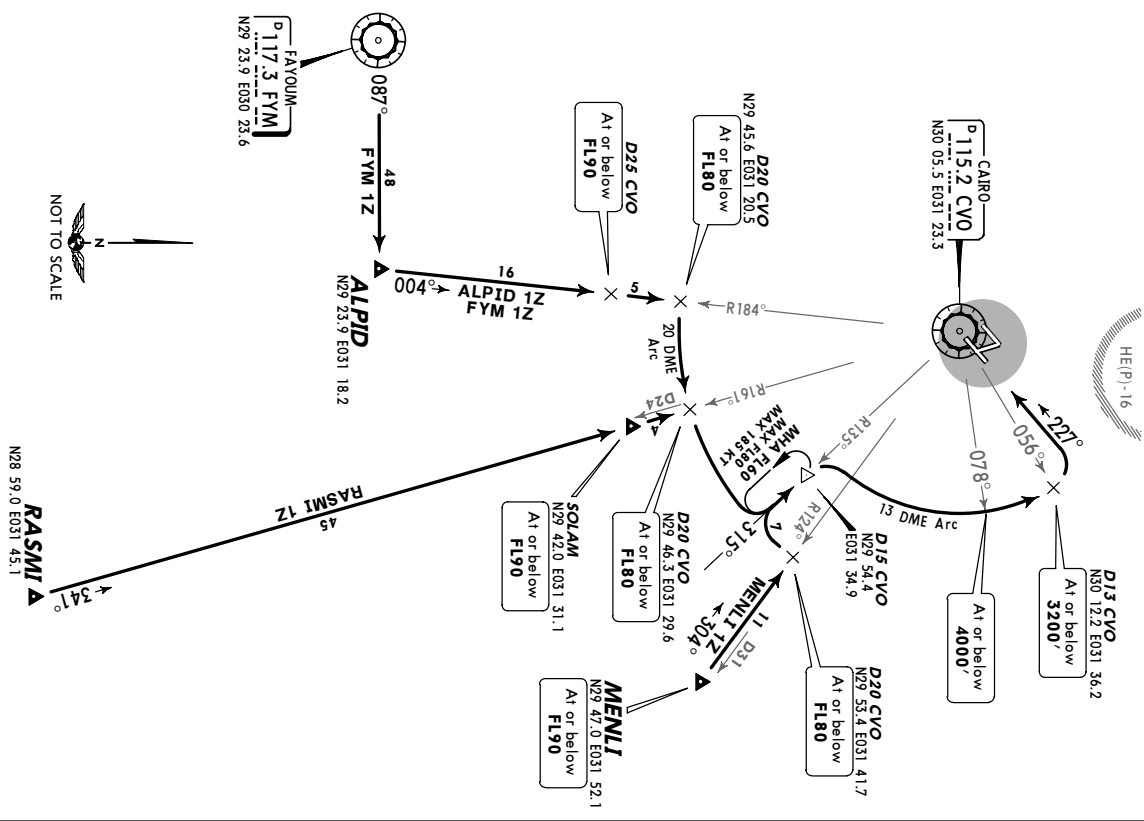 HE(P)-16
CAIRO
D 115.2 CVO
N30 05.5 E031 23.3
227°
056°
078°
D13 CVO
N30 12.2 E031 36.2
At or below
3200'
At or below
4000'
13 DME Arc
R135°
R124°
D15 CVO
N29 54.4
E031 34.9
MHA FL60
MAX FL80
MAX 185 KT
315°
7
D20 CVO
N29 53.4 E031 41.7
At or below
FL80
MENLI 1Z
304°
11
D31
MENLI
N29 47.0 E031 52.1
At or below
FL90
R184°
R161°
D20 CVO
N29 45.6 E031 20.5
At or below
FL80
20 DME
Arc
D20 CVO
N29 46.3 E031 29.6
At or below
FL80
D24
4
SOLAM
N29 42.0 E031 31.1
At or below
FL90
D25 CVO
At or below
FL90
5
16
ALPID 1Z
FYM 1Z
004°
ALPID
N29 23.9 E031 18.2
FAYOUM
D 117.3 FYM
N29 23.9 E030 23.6
087°
48
FYM 1Z
RASMI 1Z
45
341°
RASMI
N28 59.0 E031 45.1
N
NOT TO SCALE